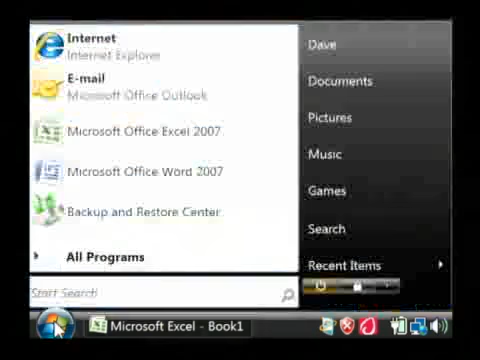 Internet
Internet Explorer
E-mail
Microsoft Office Outlook
Microsoft Office Excel 2007
Microsoft Office Word 2007
Backup and Restore Center
All Programs
Start Search
Dave
Documents
Pictures
Music
Games
Search
Recent Items
Microsoft Excel - Book1